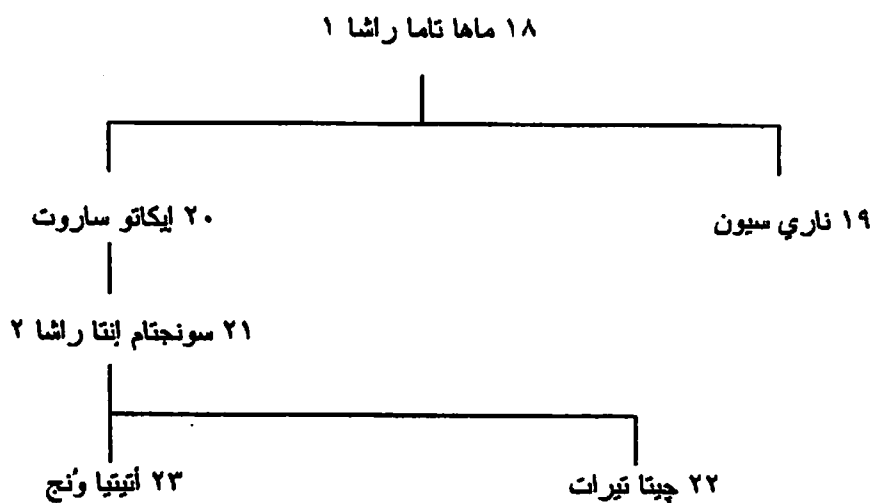 ١٨ ماها تاما راشا ١
١٩ ناري سيون
٢٠ إيكاتو ساروت
٢١ سونجتام إنتا راشا ٢
٢٢ چيتا تيرات
٢٣ أتيتيا ونج